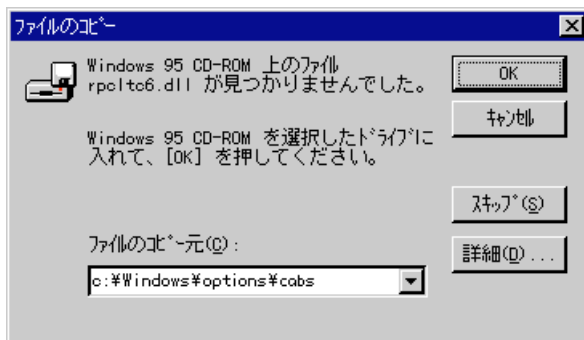 ファイルのコピー
Windows 95 CD-ROM 上のファイル
rpcltc6.dll が見つかりませんでした。
Windows 95 CD-ROM を選択したドライブに
入れて、[OK] を押してください。
ファイルのコピー元(C):
c:¥Windows¥options¥cabs
OK
キャンセル
スキップ(S)
詳細(D)...